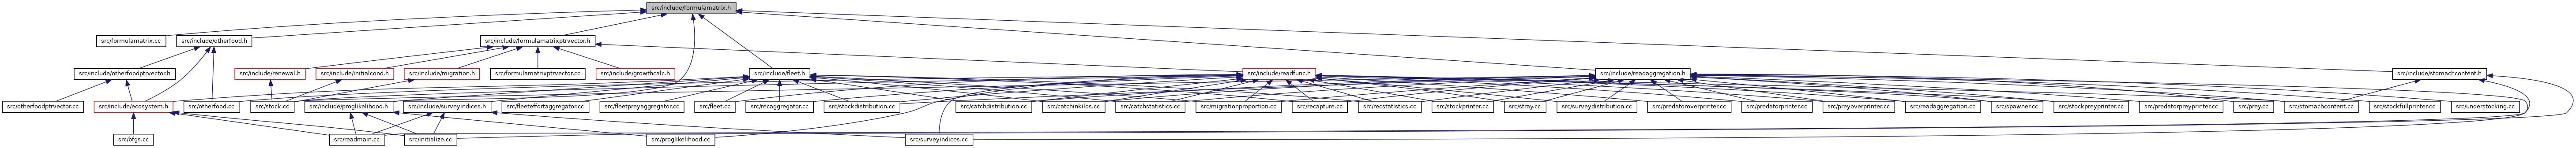 src/include/formulamatrix.h
src/formulamatrix.cc
src/include/otherfood.h
src/include/formulamatrixptrvector.h
src/include/otherfoodptrvector.h
src/include/renewal.h
src/include/initialcond.h
src/include/migration.h
src/formulamatrixptrvector.cc
src/include/growthcalc.h
src/include/fleet.h
src/include/readfunc.h
src/include/readaggregation.h
src/include/stomachcontent.h
src/otherfoodptrvector.cc
src/include/ecosystem.h
src/otherfood.cc
src/stock.cc
src/include/proglikelihood.h
src/include/surveyindices.h
src/fleeteffortaggregator.cc
src/fleetpreyaggregator.cc
src/fleet.cc
src/recaggregator.cc
src/stockdistribution.cc
src/catchdistribution.cc
src/catchinkilos.cc
src/catchstatistics.cc
src/migrationproportion.cc
src/recapture.cc
src/recstatistics.cc
src/stockprinter.cc
src/stray.cc
src/surveydistribution.cc
src/predatoroverprinter.cc
src/predatorprinter.cc
src/preyoverprinter.cc
src/readaggregation.cc
src/spawner.cc
src/stockpreyprinter.cc
src/predatorpreyprinter.cc
src/prey.cc
src/stomachcontent.cc
src/stockfullprinter.cc
src/understocking.cc
src/bfgs.cc
src/readmain.cc
src/initialize.cc
src/proglikelihood.cc
src/surveyindices.cc